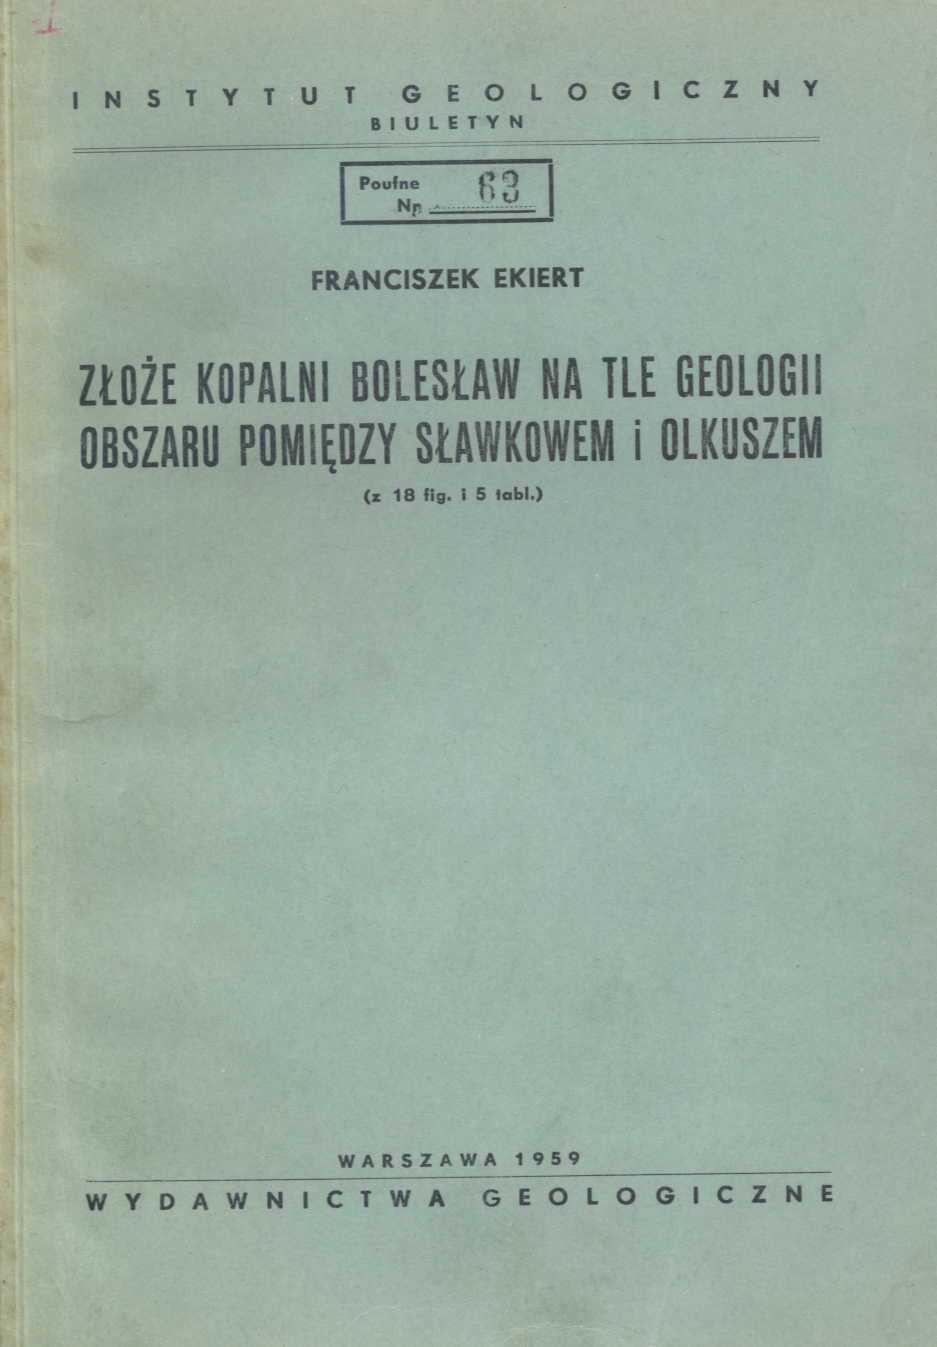 INSTYTUT GEOLOGICZNY
BIULETYN
Poufne 63
Nr
FRANCISZEK EKIERT
ZŁOŻE KOPALNI BOLESŁAW NA TLE GEOLOGII
OBSZARU POMIĘDZY SŁAWKOWEM i OLKUSZEM
(z 18 fig. i 5 tabl.)
WARSZAWA 1959
WYDAWNICTWA GEOLOGICZNE